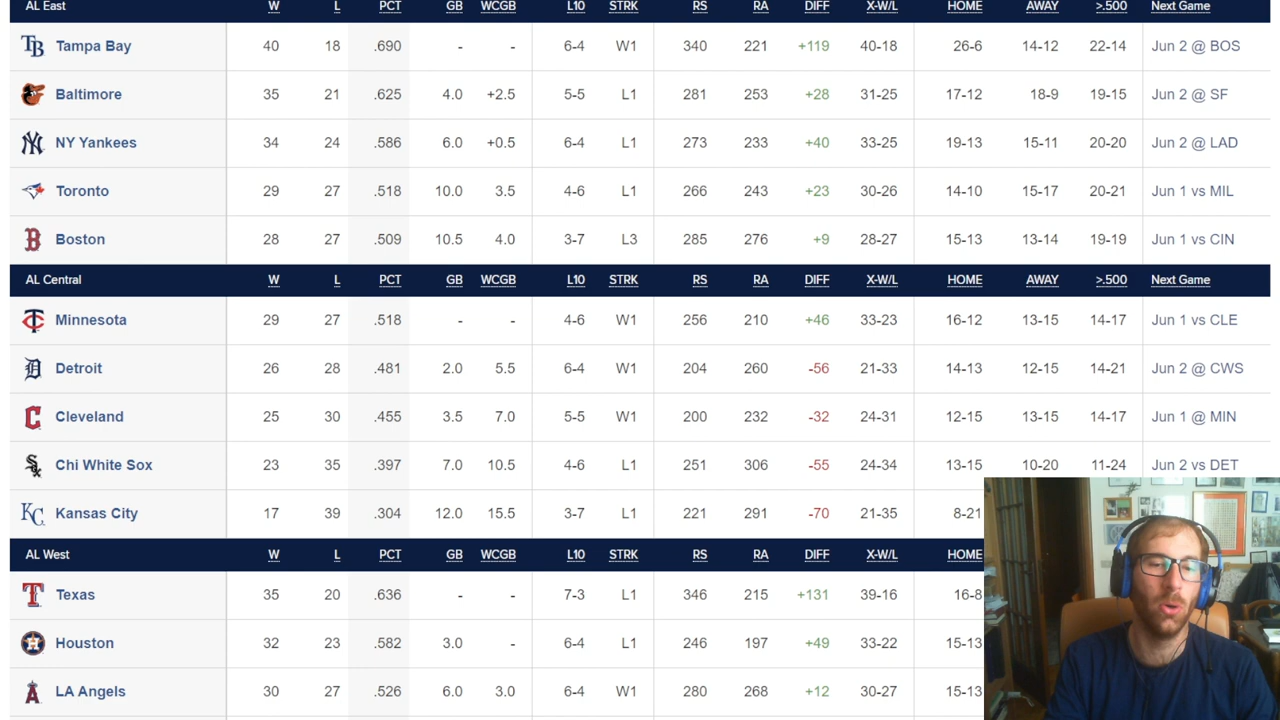 AL East W L PCT GB WCGB L10 STRK RS RA DIFF X-W/L HOME AWAY >.500 Next Game
Tampa Bay 40 18 .690 - - 6-4 W1 340 221 +119 40-18 26-6 14-12 22-14 Jun 2 @ BOS
Baltimore 35 21 .625 4.0 +2.5 5-5 L1 281 253 +28 31-25 17-12 18-9 19-15 Jun 2 @ SF
NY Yankees 34 24 .586 6.0 +0.5 6-4 L1 273 233 +40 33-25 19-13 15-11 20-20 Jun 2 @ LAD
Toronto 29 27 .518 10.0 3.5 4-6 L1 266 243 +23 30-26 14-10 15-17 20-21 Jun 1 vs MIL
Boston 28 27 .509 10.5 4.0 3-7 L3 285 276 +9 28-27 15-13 13-14 19-19 Jun 1 vs CIN
AL Central W L PCT GB WCGB L10 STRK RS RA DIFF X-W/L HOME AWAY >.500 Next Game
Minnesota 29 27 .518 - - 4-6 W1 256 210 +46 33-23 16-12 13-15 14-17 Jun 1 vs CLE
Detroit 26 28 .481 2.0 5.5 6-4 W1 204 260 -56 21-33 14-13 12-15 14-21 Jun 2 @ CWS
Cleveland 25 30 .455 3.5 7.0 5-5 W1 200 232 -32 24-31 12-15 13-15 14-17 Jun 1 @ MIN
Chi White Sox 23 35 .397 7.0 10.5 4-6 L1 251 306 -55 24-34 13-15 10-20 11-24 Jun 2 vs DET
Kansas City 17 39 .304 12.0 15.5 3-7 L1 221 291 -70 21-35 8-21
AL West W L PCT GB WCGB L10 STRK RS RA DIFF X-W/L HOME
Texas 35 20 .636 - - 7-3 L1 346 215 +131 39-16 16-8
Houston 32 23 .582 3.0 - 6-4 L1 246 197 +49 33-22 15-13
LA Angels 30 27 .526 6.0 3.0 6-4 W1 280 268 +12 30-27 15-13